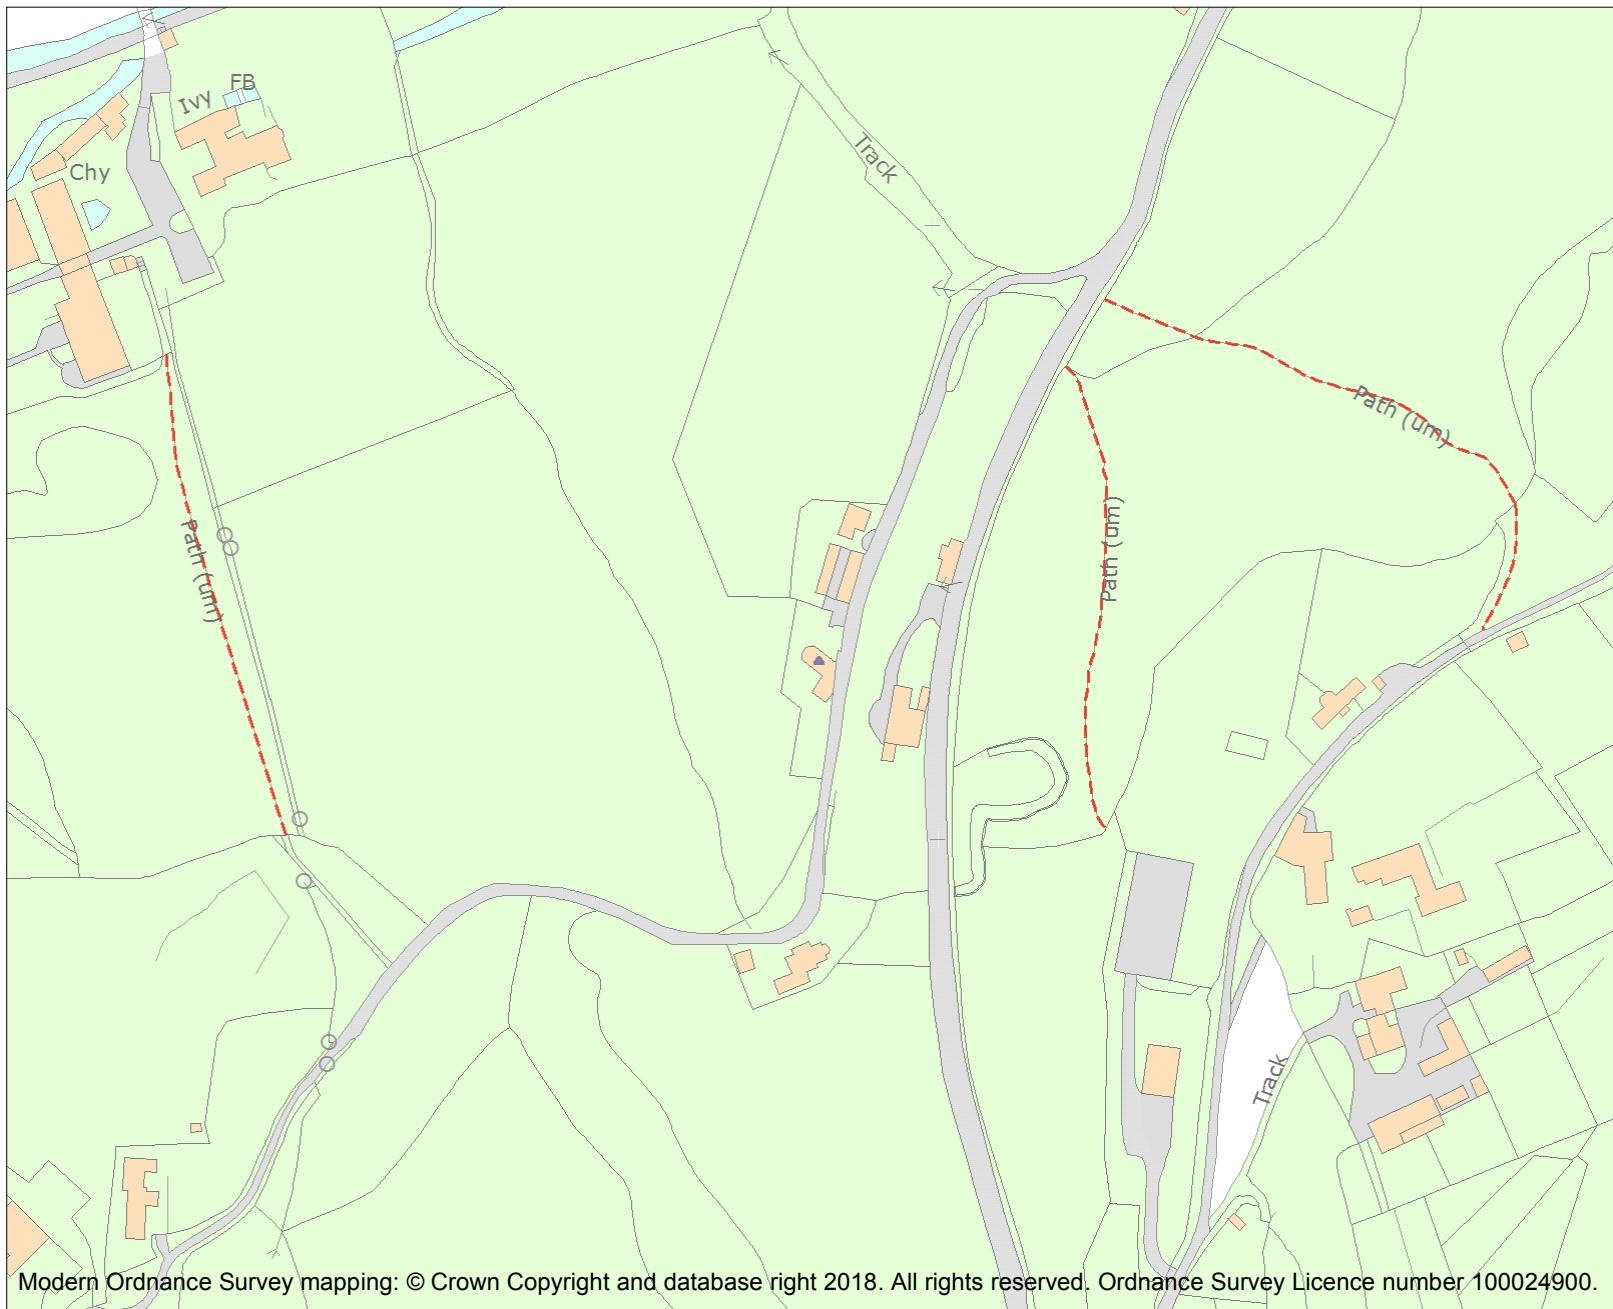 FB
Ivy
Track
Chy
Path (um)
Path (um)
Path (um)
Track
Modern Ordnance Survey mapping: © Crown Copyright and database right 2018. All rights reserved. Ordnance Survey Licence number 100024900.